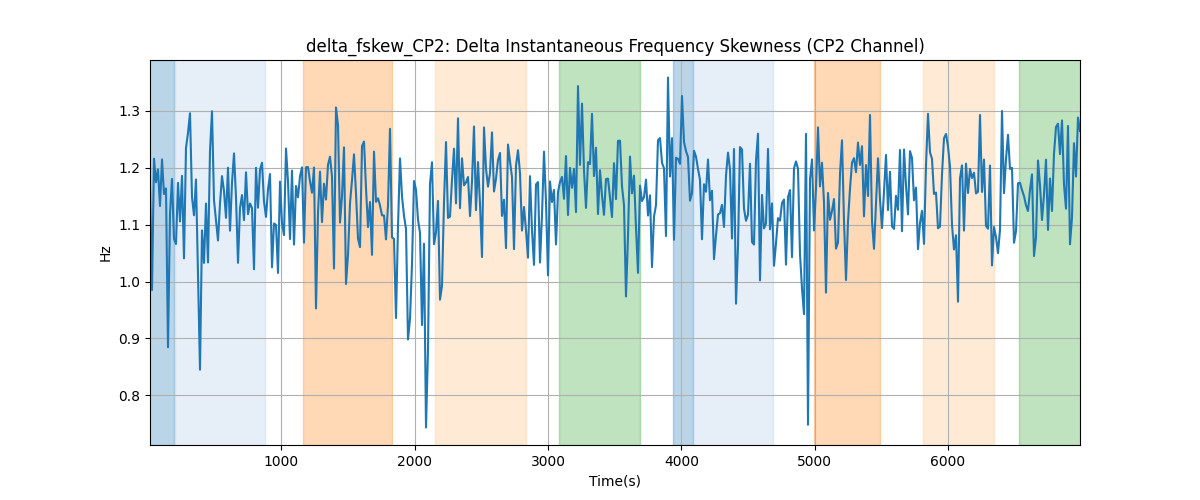 delta_fskew_CP2: Delta Instantaneous Frequency Skewness (CP2 Channel)
Hz
1.3
1.2
1.1
1.0
0.9
0.8
1000 2000 3000 4000 5000 6000
Time(s)